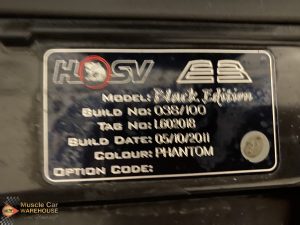 HSV
MODEL: Black Edition
BUILD NO: 038/100
TAG NO: L602018
BUILD DATE: 05/10/2011
COLOUR: PHANTOM
OPTION CODE:
Muscle Car
WAREHOUSE